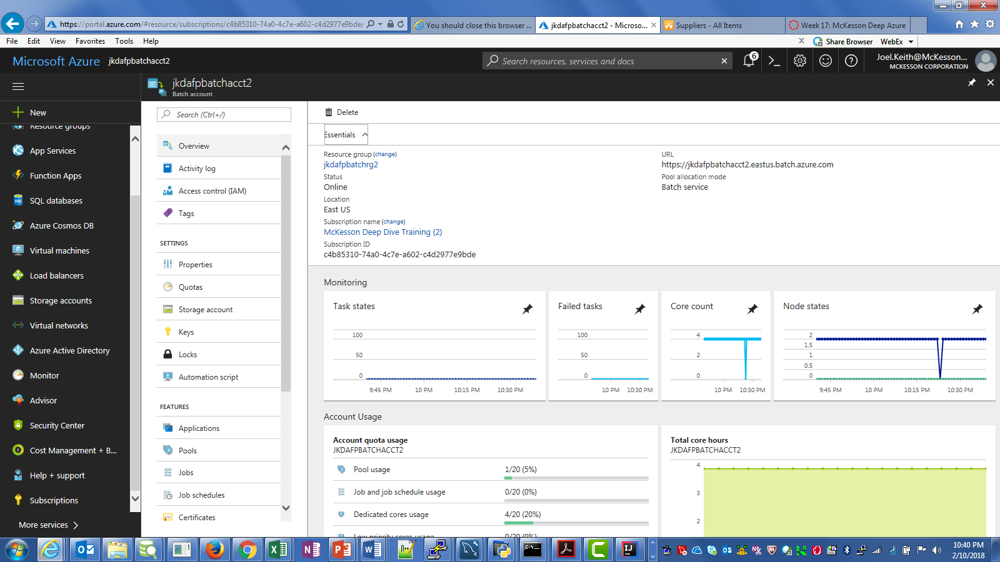 https://portal.azure.com/#resource/subscriptions/c4b85310-74a0-4c7e-a602-c4d2977e9bde/
You should close this browser ...
jkdafpbatchacct2 - Microso...
Suppliers - All Items
Week 17: McKesson Deep Azure
File Edit View Favorites Tools Help
Share Browser WebEx
Microsoft Azure jkdafpbatchacct2
Search resources, services and docs
6
Joel.Keith@McKesson...
MCKESSON CORPORATION
jkdafpbatchacct2
Batch account
New
Resource groups
App Services
Function Apps
SQL databases
Azure Cosmos DB
Virtual machines
Load balancers
Storage accounts
Virtual networks
Azure Active Directory
Monitor
Advisor
Security Center
Cost Management + B...
Help + support
Subscriptions
More services
Search (Ctrl+/)
Overview
Activity log
Access control (IAM)
Tags
SETTINGS
Properties
Quotas
Storage account
Keys
Locks
Automation script
FEATURES
Applications
Pools
Jobs
Job schedules
Certificates
Delete
Essentials
Resource group (change)
jkdafpbatchrg2
Status
Online
Location
East US
Subscription name (change)
McKesson Deep Dive Training (2)
Subscription ID
c4b85310-74a0-4c7e-a602-c4d2977e9bde
URL
https://jkdafpbatchacct2.eastus.batch.azure.com
Pool allocation mode
Batch service
Monitoring
Task states
100
50
0
9:45 PM 10 PM 10:15 PM 10:30 PM
Failed tasks
100
50
0
10 PM 10:30 PM
Core count
4
2
0
10 PM 10:30 PM
Node states
2
1.5
1
0.5
0
9:45 PM 10 PM 10:15 PM 10:30 PM
Account Usage
Account quota usage
JKDAFPBATCHACCT2
Pool usage 1/20 (5%)
Job and job schedule usage 0/20 (0%)
Dedicated cores usage 4/20 (20%)
Low priority cores usage 0/20 (0%)
Total core hours
JKDAFPBATCHACCT2
4
3
2
10:40 PM
2/10/2018